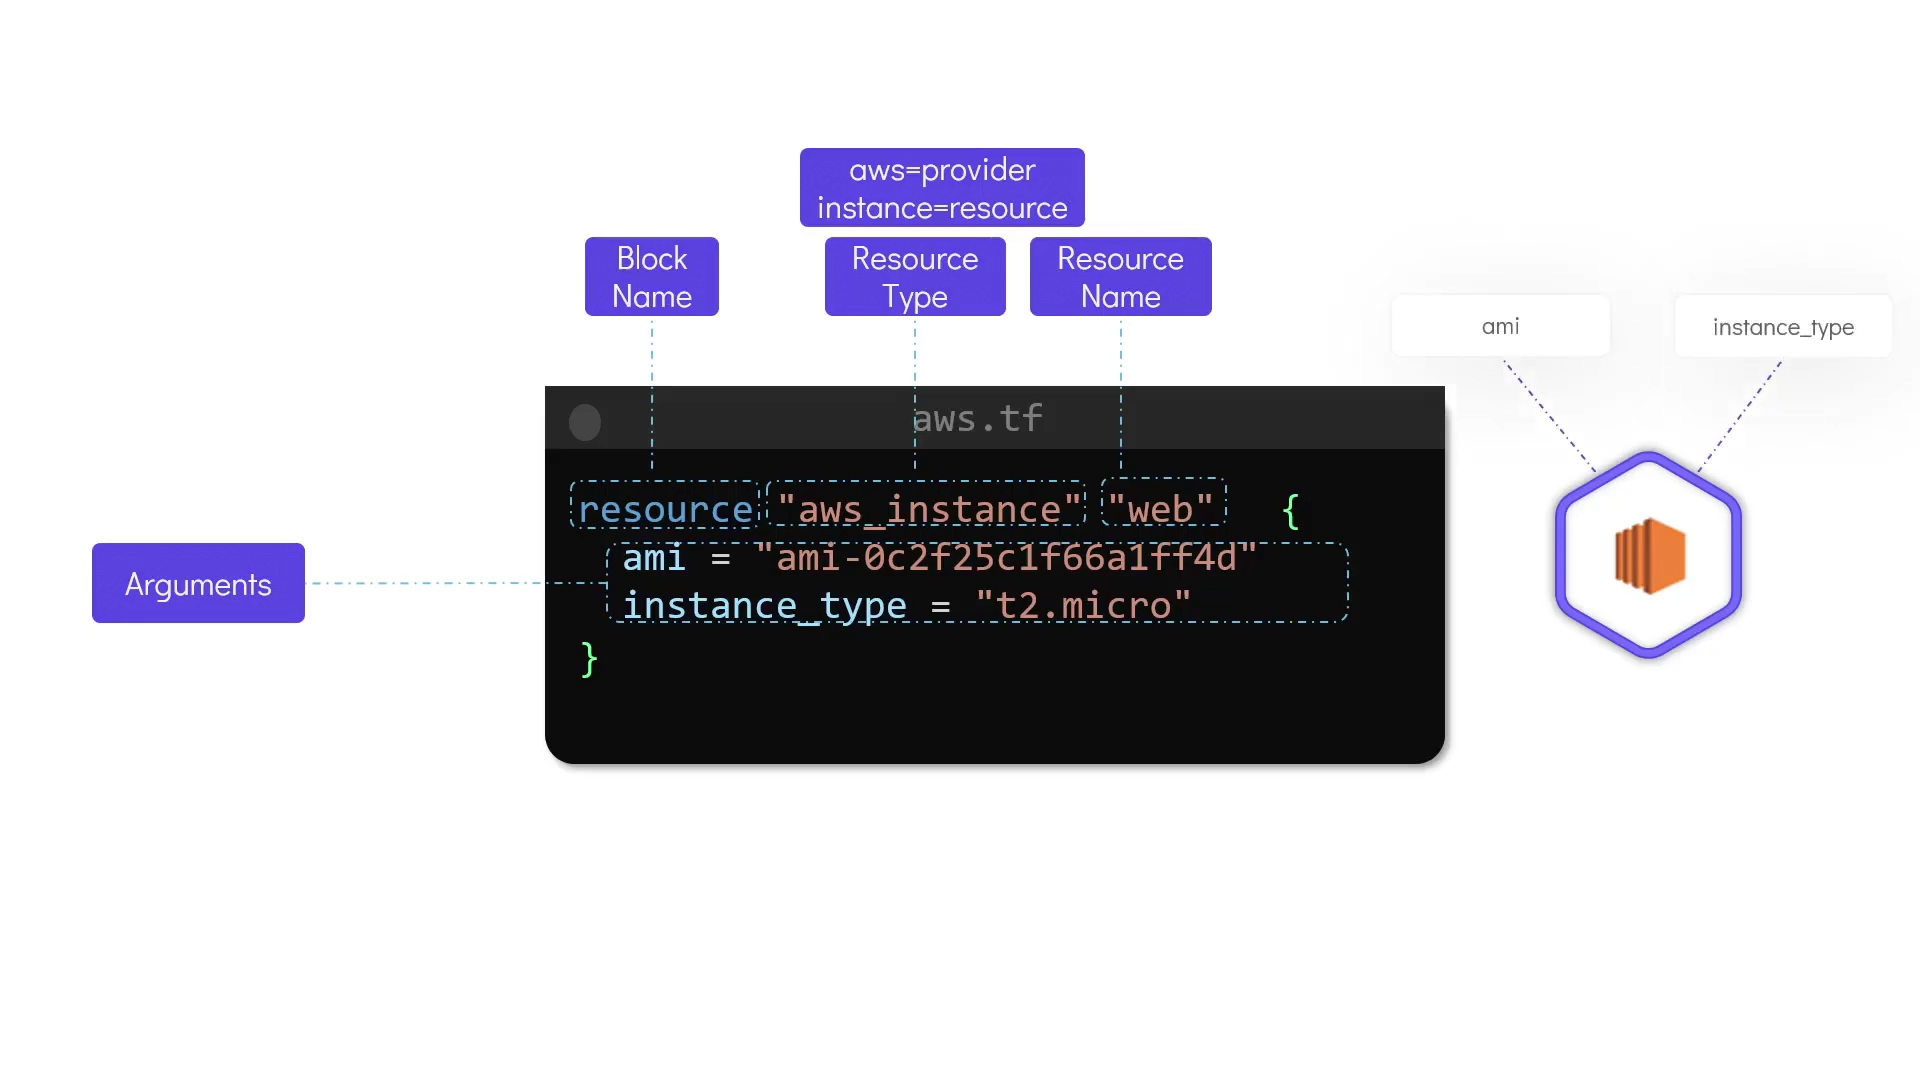 aws=provider
instance=resource
Block
Name
Resource
Type
Resource
Name
ami
instance_type
aws.tf
resource "aws_instance" "web" {
ami = "ami-0c2f25c1f66a1ff4d"
instance_type = "t2.micro"
}
Arguments